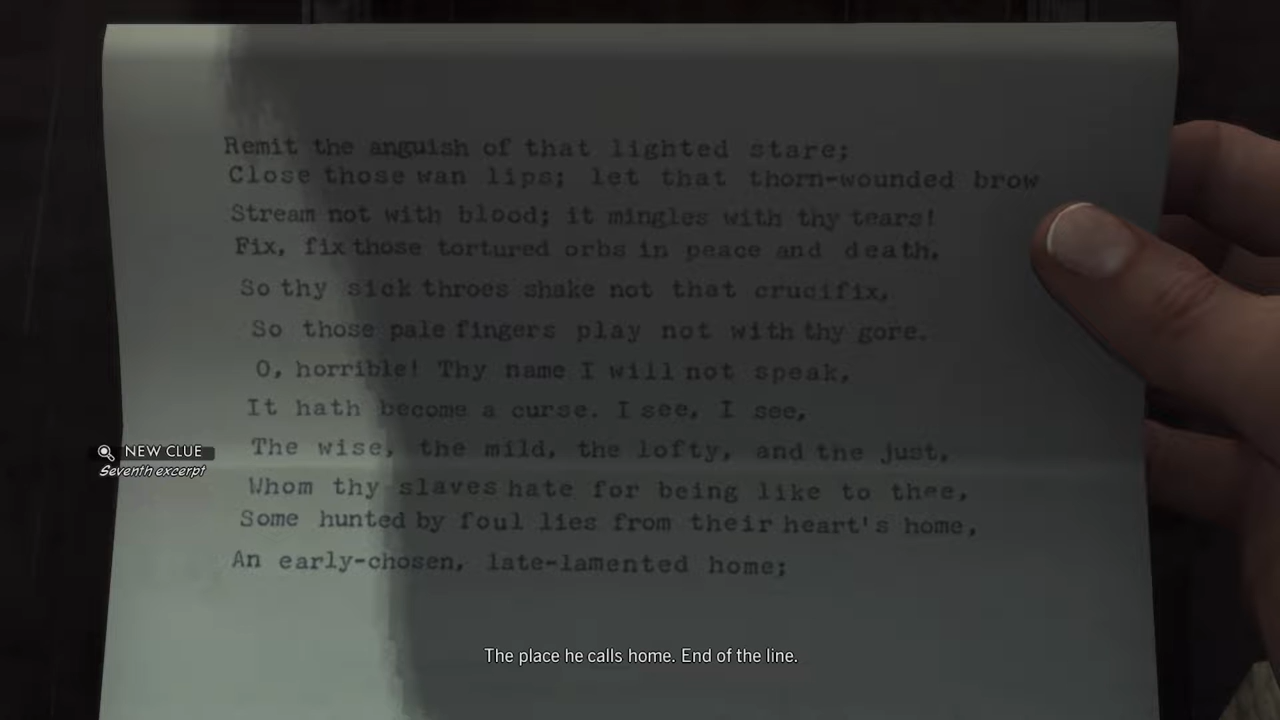 Remit the anguish of that lighted stare;
Close those wan lips; let that thorn-wounded brow
Stream not with blood; it mingles with thy tears!
Fix, fix those tortured orbs in peace and death,
So thy sick throes shake not that crucifix,
So those pale fingers play not with thy gore.
O, horrible! Thy name I will not speak,
It hath become a curse. I see, I see,
The wise, the mild, the lofty, and the just,
Whom thy slaves hate for being like to thee,
Some hunted by foul lies from their heart's home,
An early-chosen, late-lamented home;
NEW CLUE
Seventh excerpt
The place he calls home. End of the line.